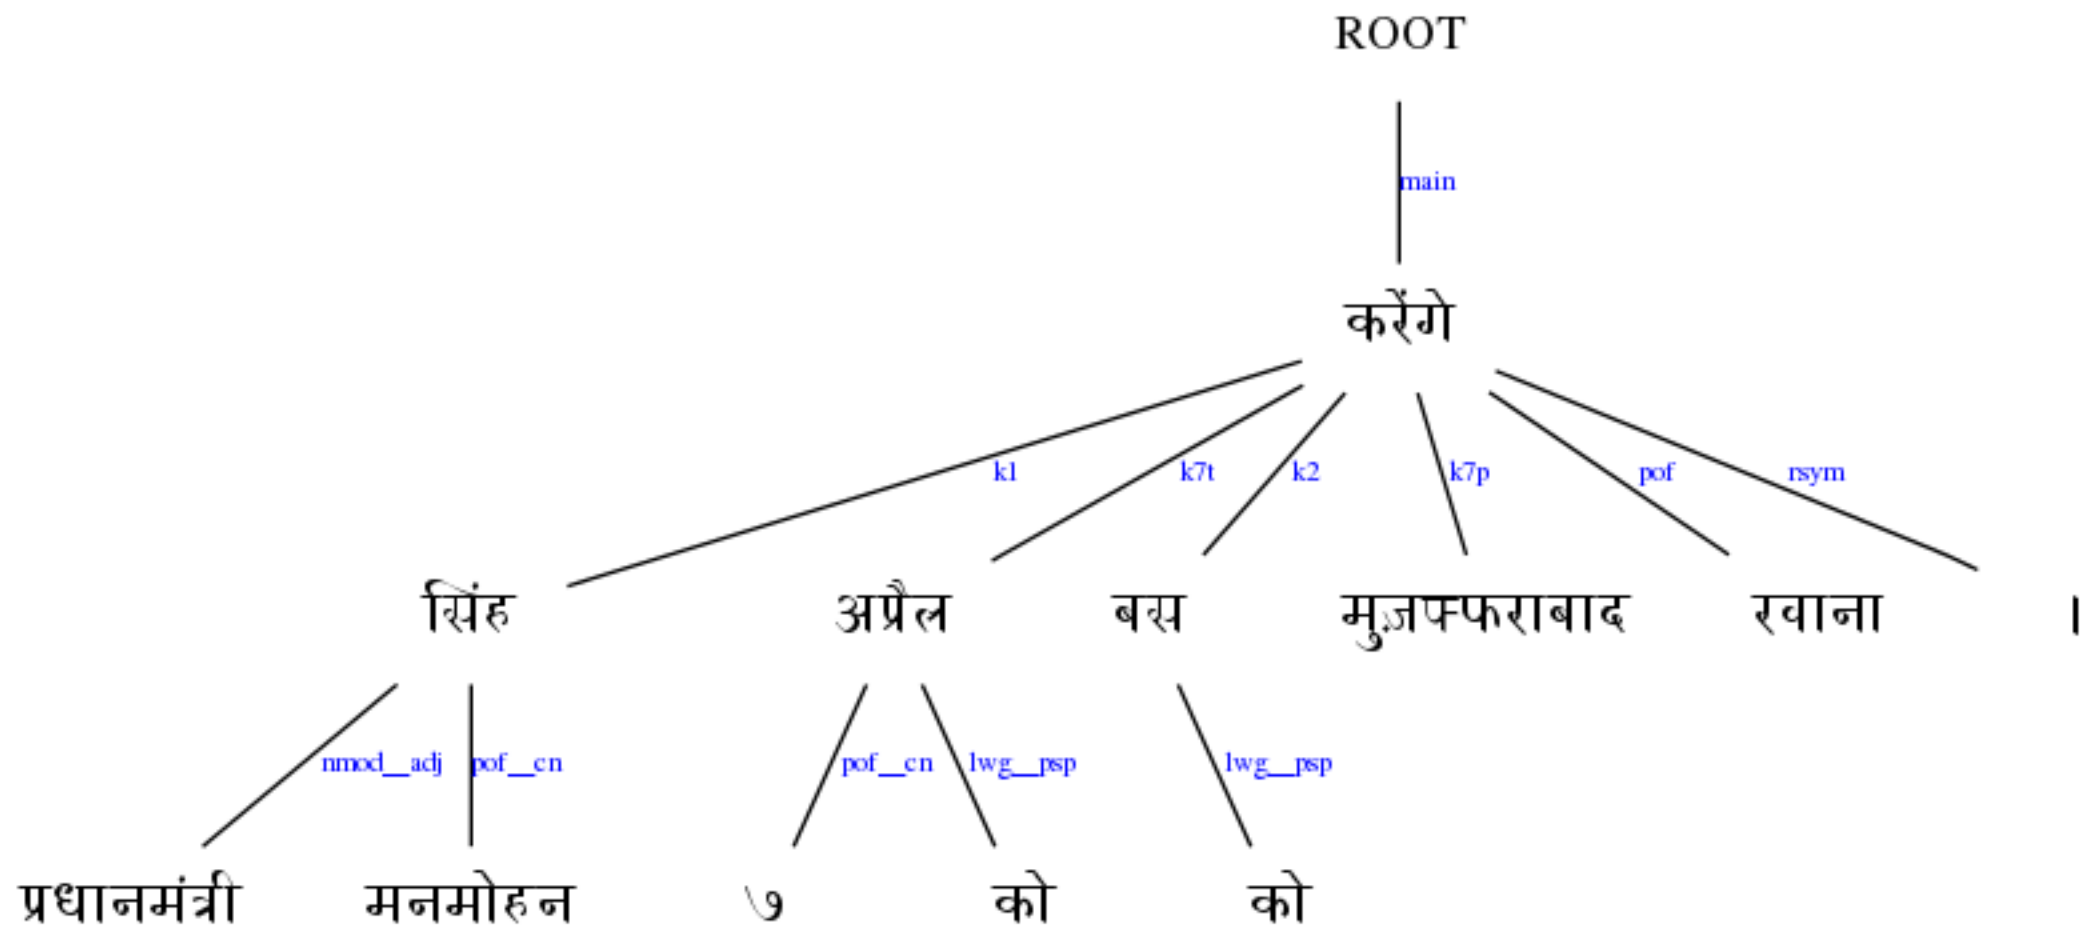 ROOT
main
करेंगे
k1 k7t k2 k7p pof rsym
सिंह अप्रैल बस मुज़फ्फराबाद रवाना ।
nmod__adj pof__cn pof__cn lwg__psp lwg__psp
प्रधानमंत्री मनमोहन ७ को को